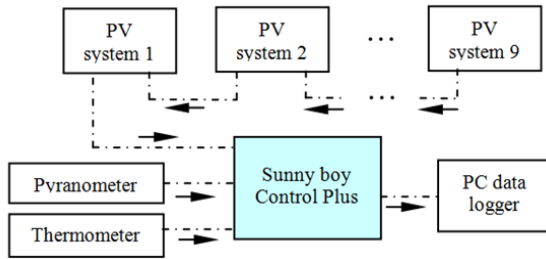 PV
system 1
PV
system 2
...
PV
system 9
...
Sunny boy
Control Plus
Pvranometer
Thermometer
PC data
logger